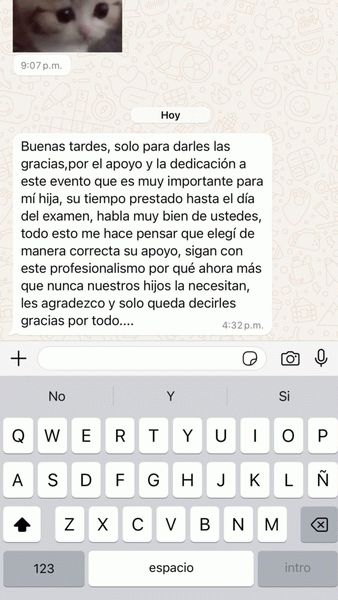 9:07 p.m.
Hoy
Buenas tardes, solo para darles las
gracias,por el apoyo y la dedicación a
este evento que es muy importante para
mí hija, su tiempo prestado hasta el día
del examen, habla muy bien de ustedes,
todo esto me hace pensar que elegí de
manera correcta su apoyo, sigan con
este profesionalismo por qué ahora más
que nunca nuestros hijos la necesitan,
les agradezco y solo queda decirles
gracias por todo....
4:32 p.m.
No Y Si
Q W E R T Y U I O P
A S D F G H J K L Ñ
Z X C V B N M
123 espacio intro